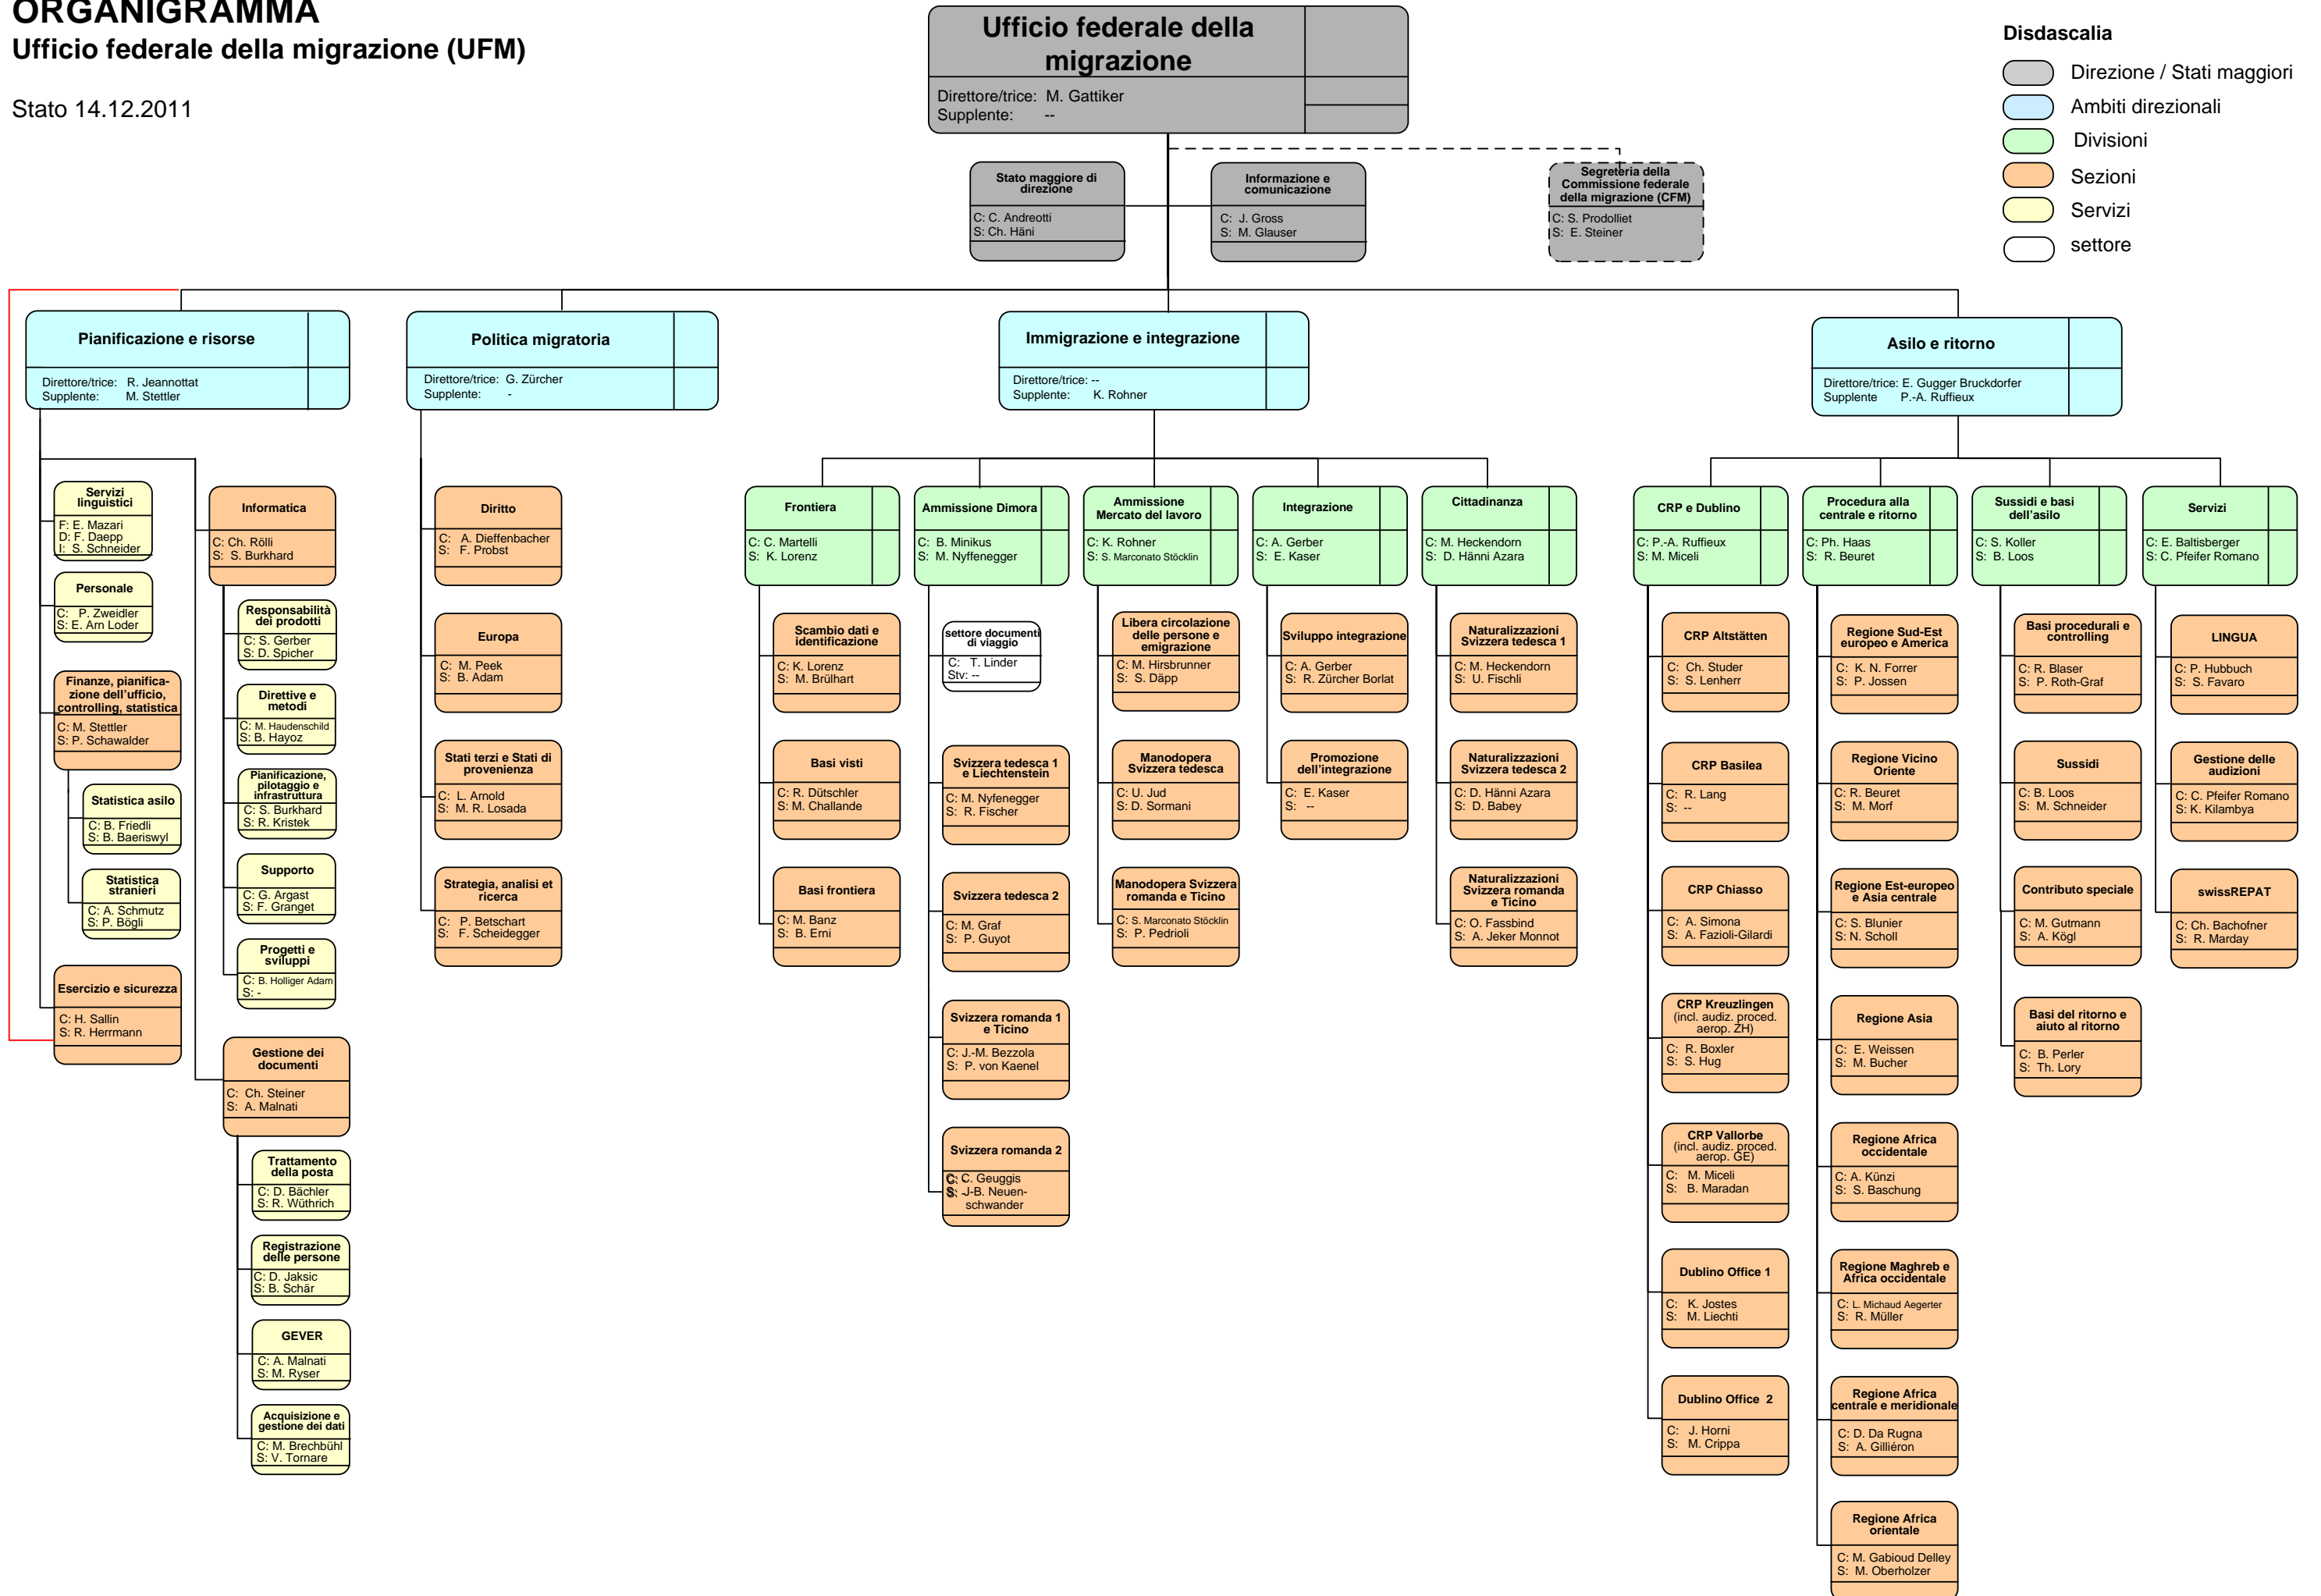 ORGANIGRAMMA
Ufficio federale della migrazione (UFM)
Stato 14.12.2011
Ufficio federale della
migrazione
Direttore/trice: M. Gattiker
Supplente: --
Disdascalia
Direzione / Stati maggiori
Ambiti direzionali
Divisioni
Sezioni
Servizi
settore
Stato maggiore di
direzione
C: C. Andreotti
S: Ch. Häni
Informazione e
comunicazione
C: J. Gross
S: M. Glauser
Segreteria della
Commissione federale
della migrazione (CFM)
C: S. Prodolliet
S: E. Steiner
Pianificazione e risorse
Direttore/trice: R. Jeannottat
Supplente: M. Stettler
Politica migratoria
Direttore/trice: G. Zürcher
Supplente: -
Immigrazione e integrazione
Direttore/trice: --
Supplente: K. Rohner
Asilo e ritorno
Direttore/trice: E. Gugger Bruckdorfer
Supplente P.-A. Ruffieux
Servizi
linguistici
F: E. Mazari
D: F. Daepp
I: S. Schneider
Personale
C: P. Zweidler
S: E. Arn Loder
Finanze, pianifica-
zione dell'ufficio,
controlling, statistica
C: M. Stettler
S: P. Schawalder
Statistica asilo
C: B. Friedli
S: B. Baeriswyl
Statistica
stranieri
C: A. Schmutz
S: P. Bögli
Esercizio e sicurezza
C: H. Sallin
S: R. Herrmann
Informatica
C: Ch. Rölli
S: S. Burkhard
Responsabilità
dei prodotti
C: S. Gerber
S: D. Spicher
Direttive e
metodi
C: M. Haudenschild
S: B. Hayoz
Pianificazione,
pilotaggio e
infrastruttura
C: S. Burkhard
S: R. Kristek
Supporto
C: G. Argast
S: F. Granget
Progetti e
sviluppi
C: B. Holliger Adam
S: -
Gestione dei
documenti
C: Ch. Steiner
S: A. Malnati
Trattamento
della posta
C: D. Bächler
S: R. Wüthrich
Registrazione
delle persone
C: D. Jaksic
S: B. Schär
GEVER
C: A. Malnati
S: M. Ryser
Acquisizione e
gestione dei dati
C: M. Brechbühl
S: V. Tornare
Diritto
C: A. Dieffenbacher
S: F. Probst
Europa
C: M. Peek
S: B. Adam
Stati terzi e Stati di
provenienza
C: L. Arnold
S: M. R. Losada
Strategia, analisi et
ricerca
C: P. Betschart
S: F. Scheidegger
Frontiera
C: C. Martelli
S: K. Lorenz
Scambio dati e
identificazione
C: K. Lorenz
S: M. Brülhart
Basi visti
C: R. Dütschler
S: M. Challande
Basi frontiera
C: M. Banz
S: B. Erni
Ammissione Dimora
C: B. Minikus
S: M. Nyffenegger
settore documenti
di viaggio
C: T. Linder
Stv: --
Svizzera tedesca 1
e Liechtenstein
C: M. Nyfenegger
S: R. Fischer
Svizzera tedesca 2
C: M. Graf
S: P. Guyot
Svizzera romanda 1
e Ticino
C: J.-M. Bezzola
S: P. von Kaenel
Svizzera romanda 2
C: C. Geuggis
S: J-B. Neuen-
schwander
Ammissione
Mercato del lavoro
C: K. Rohner
S: S. Marconato Stöcklin
Libera circolazione
delle persone e
emigrazione
C: M. Hirsbrunner
S: S. Däpp
Manodopera
Svizzera tedesca
C: U. Jud
S: D. Sormani
Manodopera Svizzera
romanda e Ticino
C: S. Marconato Stöcklin
S: P. Pedrioli
Integrazione
C: A. Gerber
S: E. Kaser
Sviluppo integrazione
C: A. Gerber
S: R. Zürcher Borlat
Promozione
dell'integrazione
C: E. Kaser
S: --
Cittadinanza
C: M. Heckendorn
S: D. Hänni Azara
Naturalizzazioni
Svizzera tedesca 1
C: M. Heckendorn
S: U. Fischli
Naturalizzazioni
Svizzera tedesca 2
C: D. Hänni Azara
S: D. Babey
Naturalizzazioni
Svizzera romanda
e Ticino
C: O. Fassbind
S: A. Jeker Monnot
CRP e Dublino
C: P.-A. Ruffieux
S: M. Miceli
CRP Altstätten
C: Ch. Studer
S: S. Lenherr
CRP Basilea
C: R. Lang
S: --
CRP Chiasso
C: A. Simona
S: A. Fazioli-Gilardi
CRP Kreuzlingen
(incl. audiz. proced.
aerop. ZH)
C: R. Boxler
S: S. Hug
CRP Vallorbe
(incl. audiz. proced.
aerop. GE)
C: M. Miceli
S: B. Maradan
Dublino Office 1
C: K. Jostes
S: M. Liechti
Dublino Office 2
C: J. Horni
S: M. Crippa
Procedura alla
centrale e ritorno
C: Ph. Haas
S: R. Beuret
Regione Sud-Est
europeo e America
C: K. N. Forrer
S: P. Jossen
Regione Vicino
Oriente
C: R. Beuret
S: M. Morf
Regione Est-europeo
e Asia centrale
C: S. Blunier
S: N. Scholl
Regione Asia
C: E. Weissen
S: M. Bucher
Regione Africa
occidentale
C: A. Künzi
S: S. Baschung
Regione Maghreb e
Africa occidentale
C: L. Michaud Aegerter
S: R. Müller
Regione Africa
centrale e meridionale
C: D. Da Rugna
S: A. Gilliéron
Regione Africa
orientale
C: M. Gabioud Delley
S: M. Oberholzer
Sussidi e basi
dell'asilo
C: S. Koller
S: B. Loos
Basi procedurali e
controlling
C: R. Blaser
S: P. Roth-Graf
Sussidi
C: B. Loos
S: M. Schneider
Contributo speciale
C: M. Gutmann
S: A. Kögl
Basi del ritorno e
aiuto al ritorno
C: B. Perler
S: Th. Lory
Servizi
C: E. Baltisberger
S: C. Pfeifer Romano
LINGUA
C: P. Hubbuch
S: S. Favaro
Gestione delle
audizioni
C: C. Pfeifer Romano
S: K. Kilambya
swissREPAT
C: Ch. Bachofner
S: R. Marday